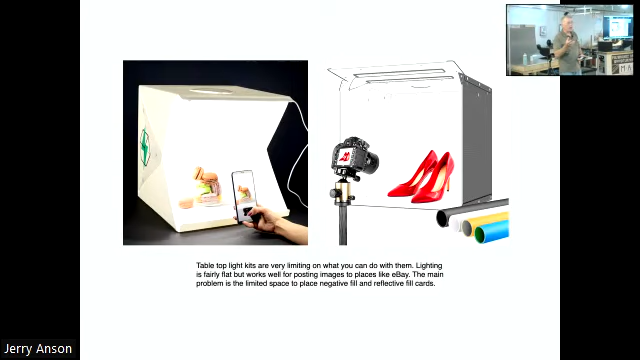 Table top light kits are very limiting on what you can do with them. Lighting
is fairly flat but works well for posting images to places like eBay. The main
problem is the limited space to place negative fill and reflective fill cards.
Jerry Anson